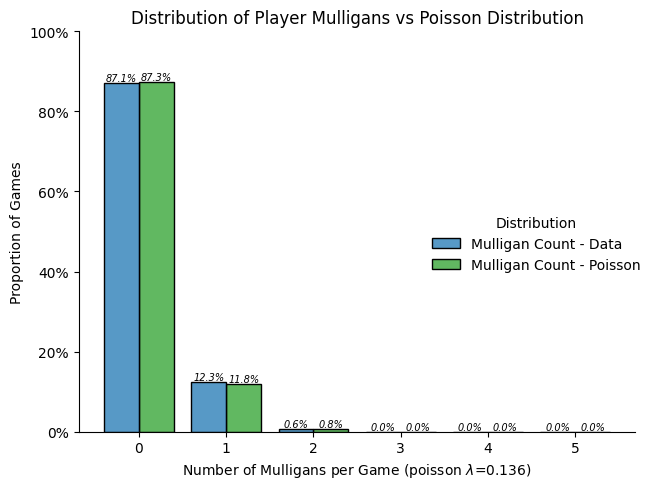 Distribution of Player Mulligans vs Poisson Distribution
100%
80%
60%
40%
20%
0%
Proportion of Games
87.1% 87.3%
12.3% 11.8%
0.6% 0.8%
0.0% 0.0%
0.0% 0.0%
0.0% 0.0%
Distribution
Mulligan Count - Data
Mulligan Count - Poisson
0 1 2 3 4 5
Number of Mulligans per Game (poisson λ=0.136)